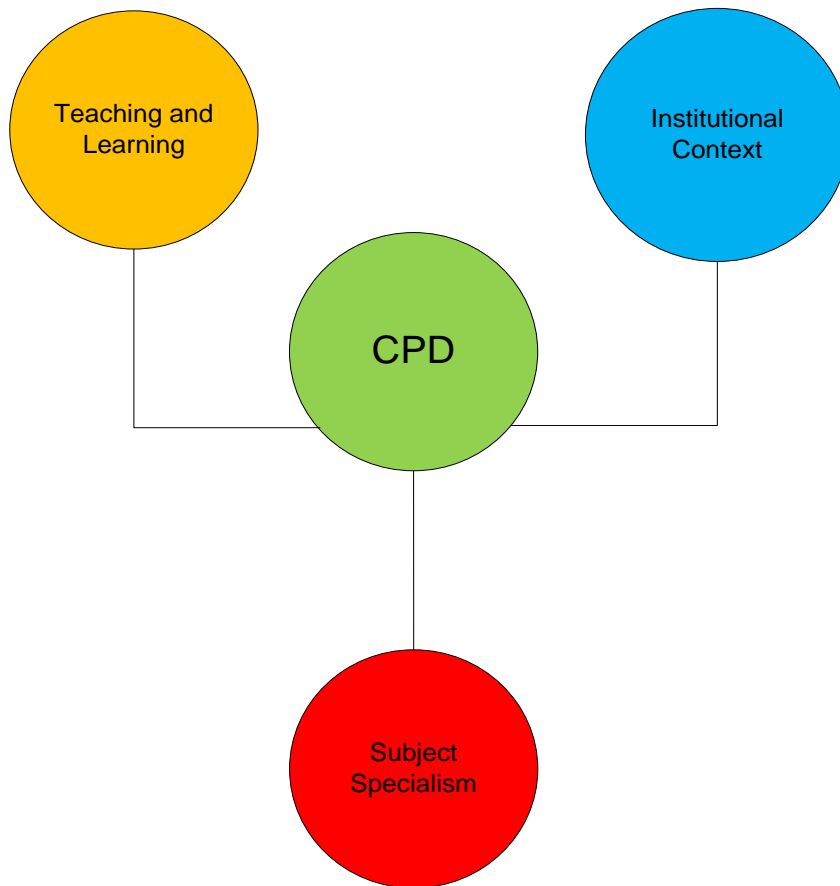 Teaching and
Learning
Institutional
Context
CPD
Subject
Specialism